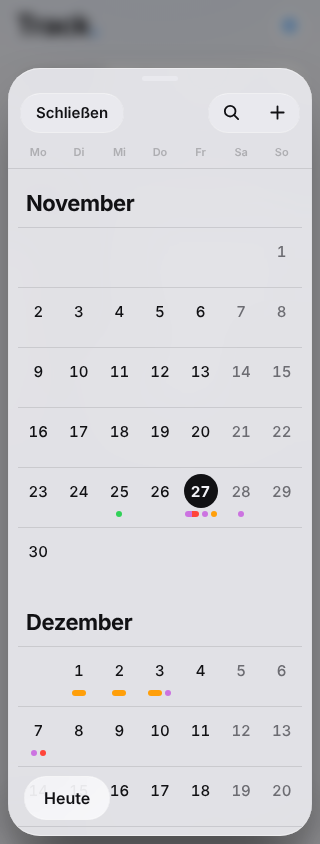 Track.
Schließen
Mo Di Mi Do Fr Sa So
November
1
2 3 4 5 6 7 8
9 10 11 12 13 14 15
16 17 18 19 20 21 22
23 24 25 26 27 28 29
30
Dezember
1 2 3 4 5 6
7 8 9 10 11 12 13
14 15 16 17 18 19 20
Heute